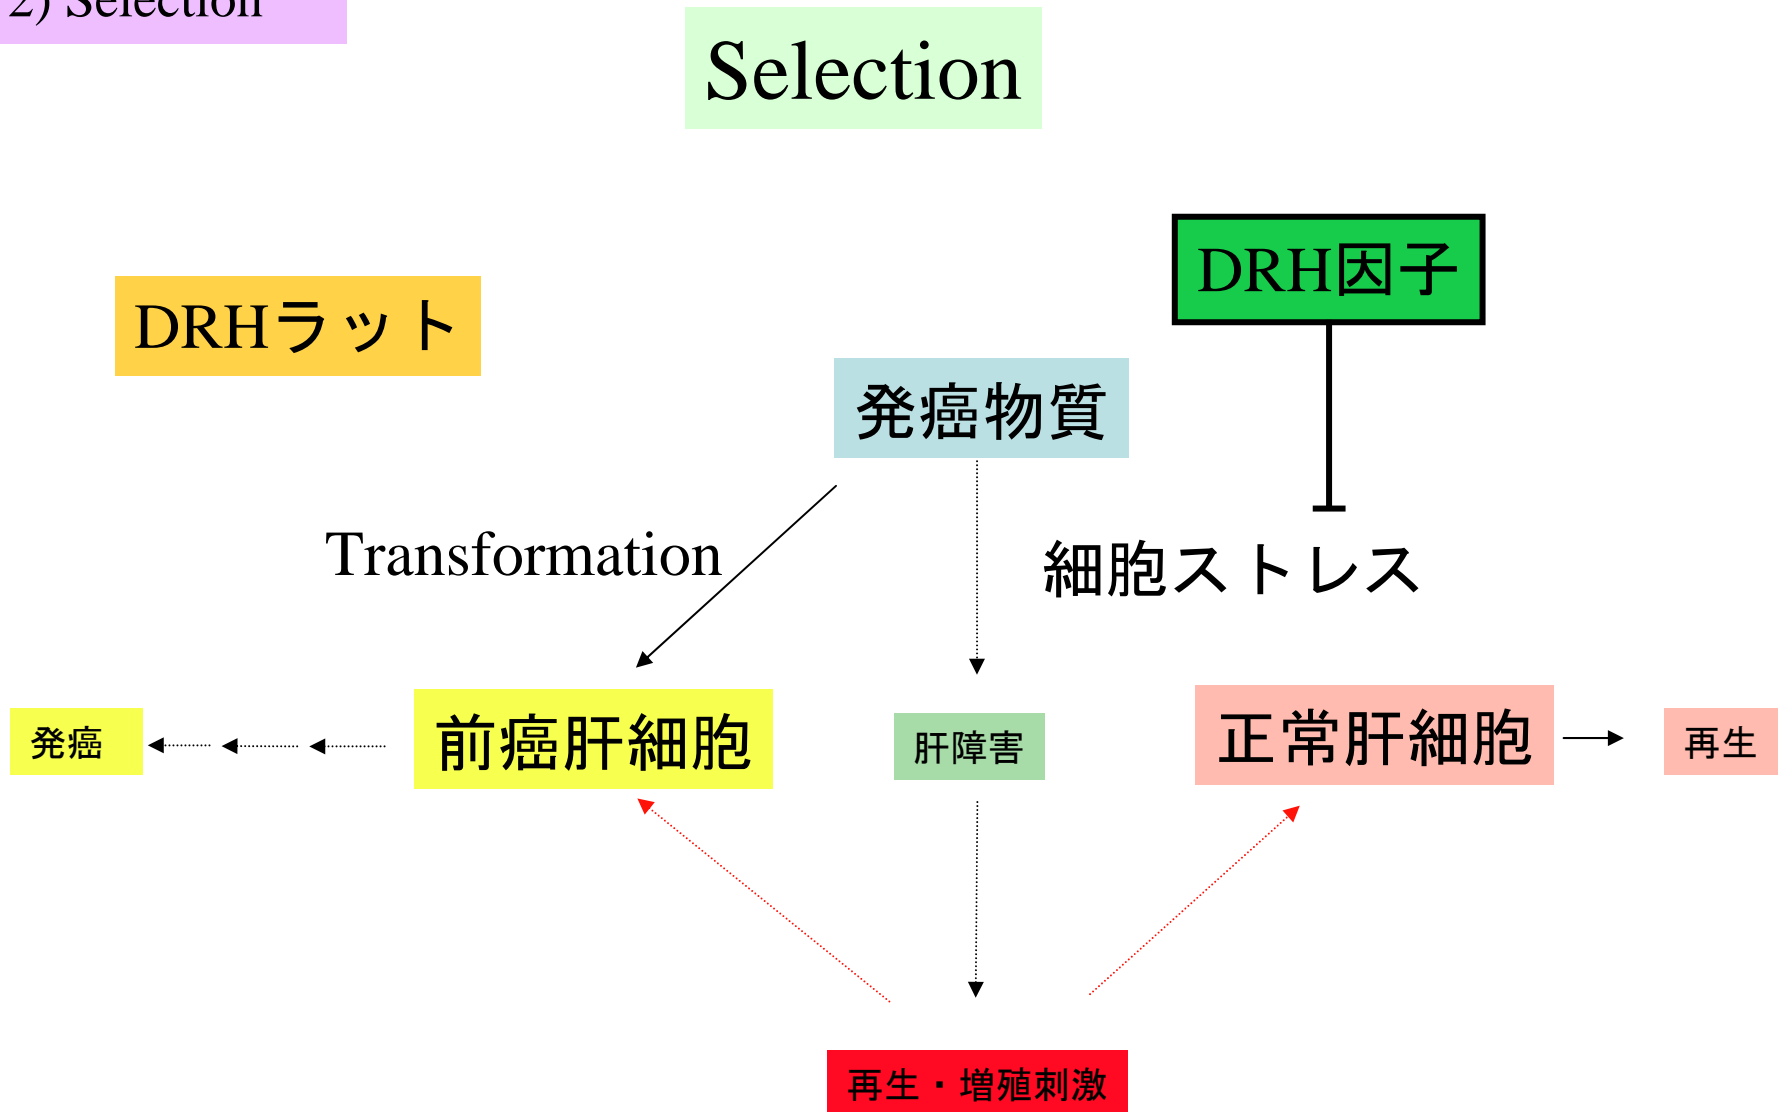 2) Selection
Selection
DRH因子
DRHラット
発癌物質
Transformation
細胞ストレス
発癌
前癌肝細胞
肝障害
正常肝細胞
再生
再生・増殖刺激